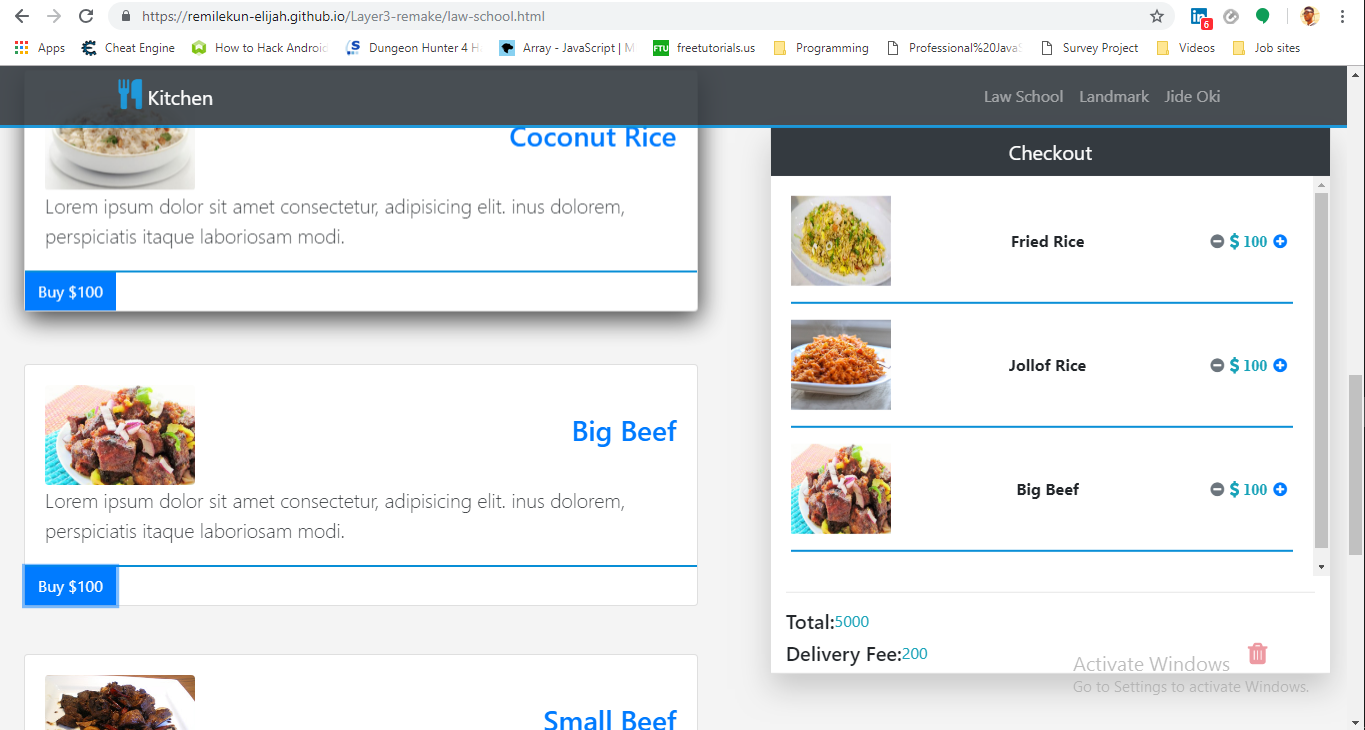 https://remilekun-elijah.github.io/Layer3-remake/law-school.html
6
Apps
Cheat Engine
How to Hack Android
Dungeon Hunter 4 H
Array - JavaScript | M
FTU
freetutorials.us
Programming
Professional%20Java
Survey Project
Videos
Job sites
Kitchen
Law School
Landmark
Jide Oki
Coconut Rice
Lorem ipsum dolor sit amet consectetur, adipisicing elit. inus dolorem,
perspiciatis itaque laboriosam modi.
Buy $100
Big Beef
Lorem ipsum dolor sit amet consectetur, adipisicing elit. inus dolorem,
perspiciatis itaque laboriosam modi.
Buy $100
Small Beef
Checkout
Fried Rice
$ 100
Jollof Rice
$ 100
Big Beef
$ 100
Total:5000
Delivery Fee:200
Activate Windows
Go to Settings to activate Windows.